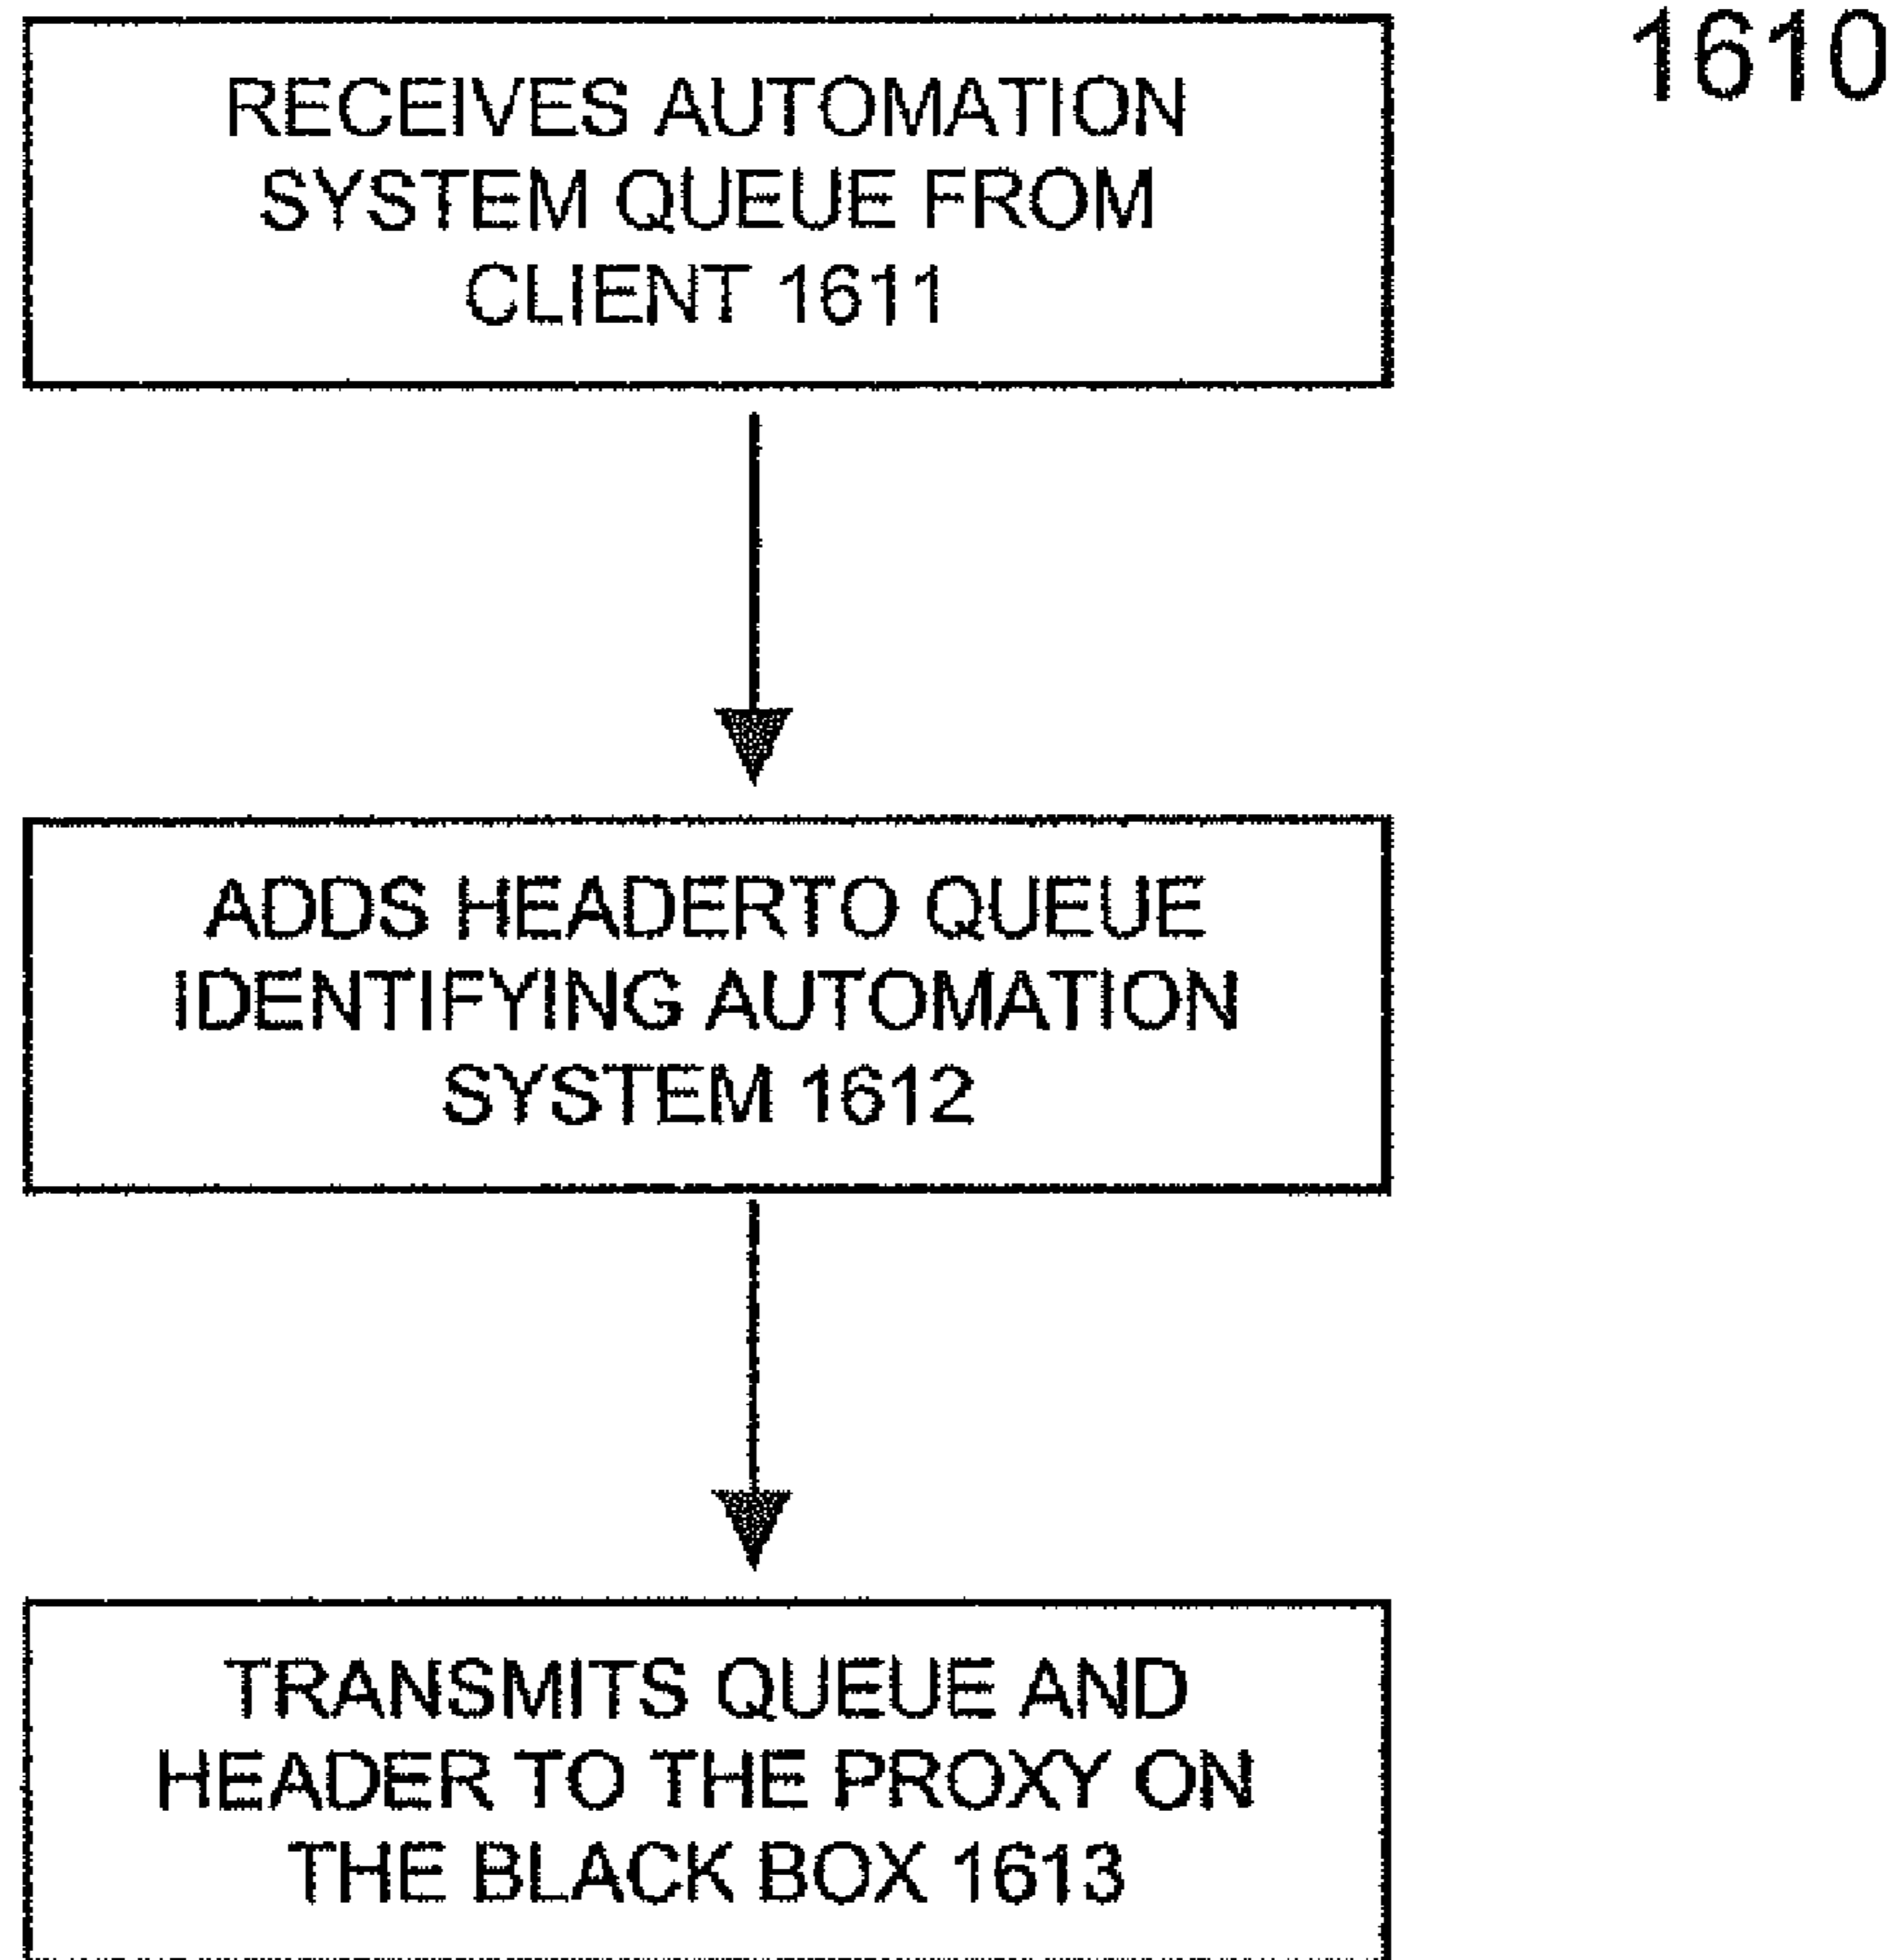 1610
RECEIVES AUTOMATION
SYSTEM QUEUE FROM
CLIENT 1611
ADDS HEADERTO QUEUE
IDENTIFYING AUTOMATION
SYSTEM 1612
TRANSMITS QUEUE AND
HEADER TO THE PROXY ON
THE BLACK BOX 1613